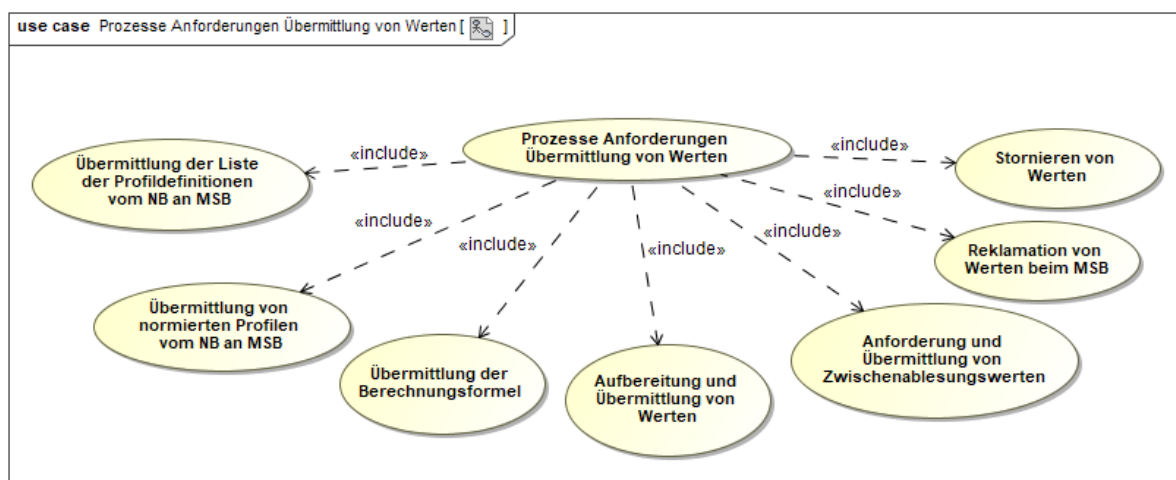 use case Prozesse Anforderungen Übermittlung von Werten [ ]
Prozesse Anforderungen
Übermittlung von Werten
«include»
Übermittlung der Liste
der Profildefinitionen
vom NB an MSB
«include»
Übermittlung von
normierten Profilen
vom NB an MSB
«include»
Übermittlung der
Berechnungsformel
«include»
Aufbereitung und
Übermittlung von
Werten
«include»
Anforderung und
Übermittlung von
Zwischenablesungswerten
«include»
Reklamation von
Werten beim MSB
«include»
Stornieren von
Werten